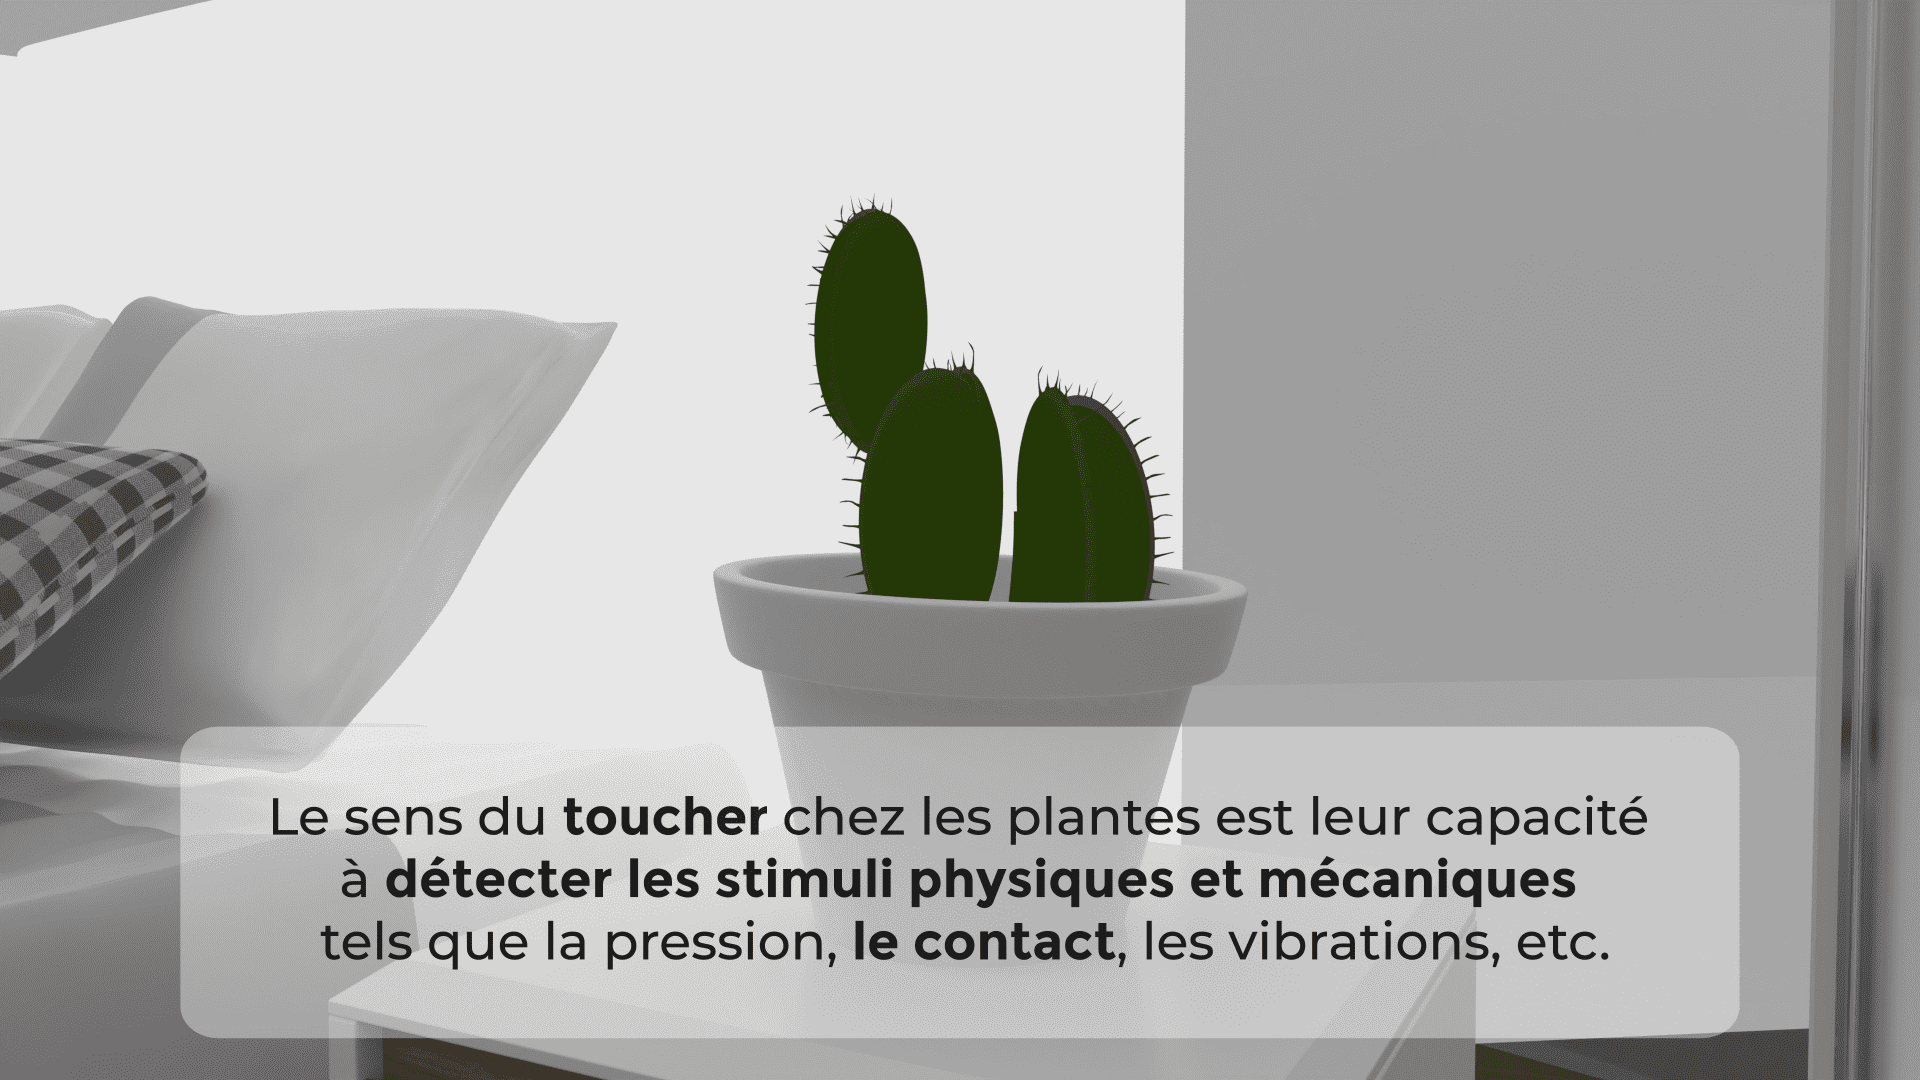 Le sens du toucher chez les plantes est leur capacité
à détecter les stimuli physiques et mécaniques
tels que la pression, le contact, les vibrations, etc.